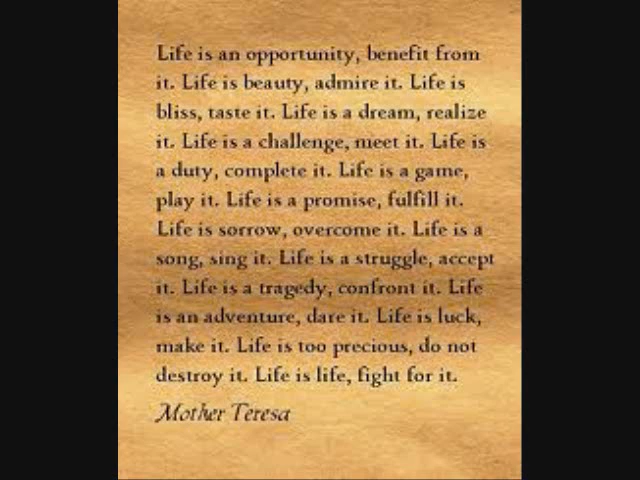 Life is an opportunity, benefit from
it. Life is beauty, admire it. Life is
bliss, taste it. Life is a dream, realize
it. Life is a challenge, meet it. Life is
a duty, complete it. Life is a game,
play it. Life is a promise, fulfill it.
Life is sorrow, overcome it. Life is a
song, sing it. Life is a struggle, accept
it. Life is a tragedy, confront it. Life
is an adventure, dare it. Life is luck,
make it. Life is too precious, do not
destroy it. Life is life, fight for it.
Mother Teresa